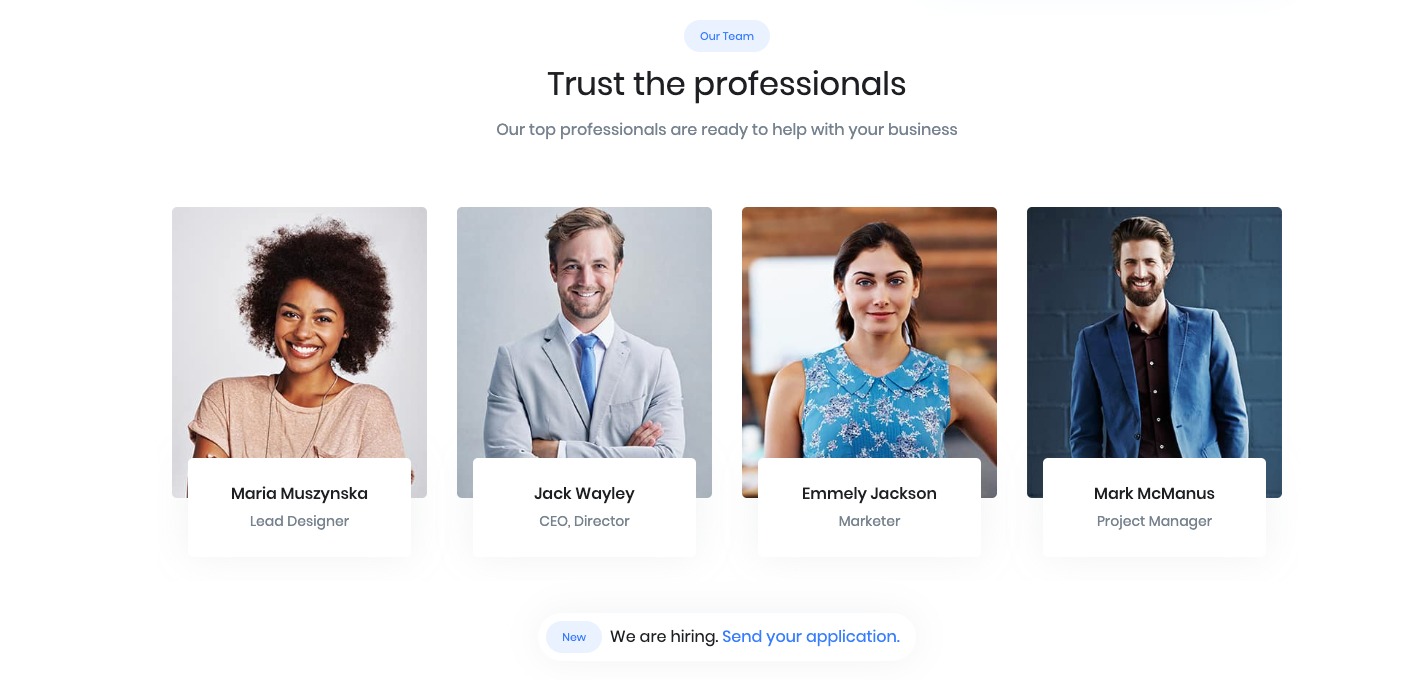 Our Team
Trust the professionals
Our top professionals are ready to help with your business
Maria Muszynska
Lead Designer
Jack Wayley
CEO, Director
Emmely Jackson
Marketer
Mark McManus
Project Manager
New We are hiring. Send your application.